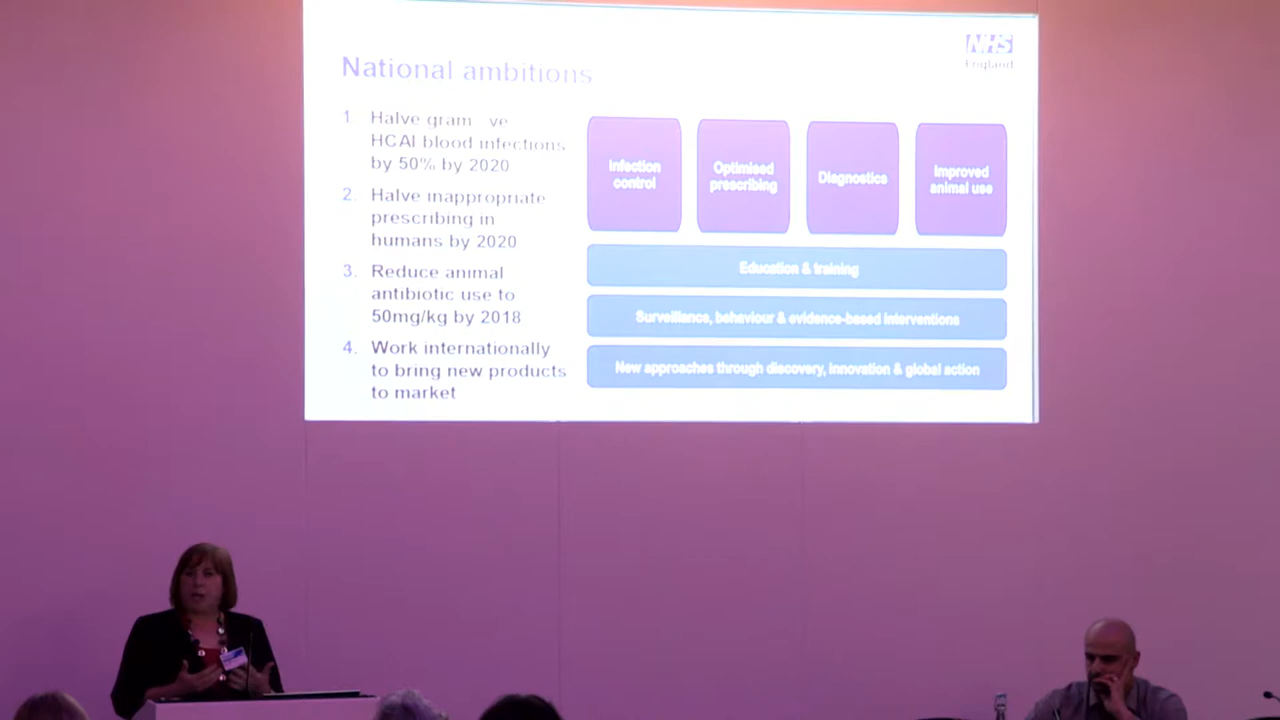 NHS
England
National ambitions
1. Halve gram -ve
HCAI blood infections
by 50% by 2020
2. Halve inappropriate
prescribing in
humans by 2020
3. Reduce animal
antibiotic use to
50mg/kg by 2018
4. Work internationally
to bring new products
to market
Infection
control
Optimised
prescribing
Diagnostics
Improved
animal use
Education & training
Surveillance, behaviour & evidence-based interventions
New approaches through discovery, innovation & global action